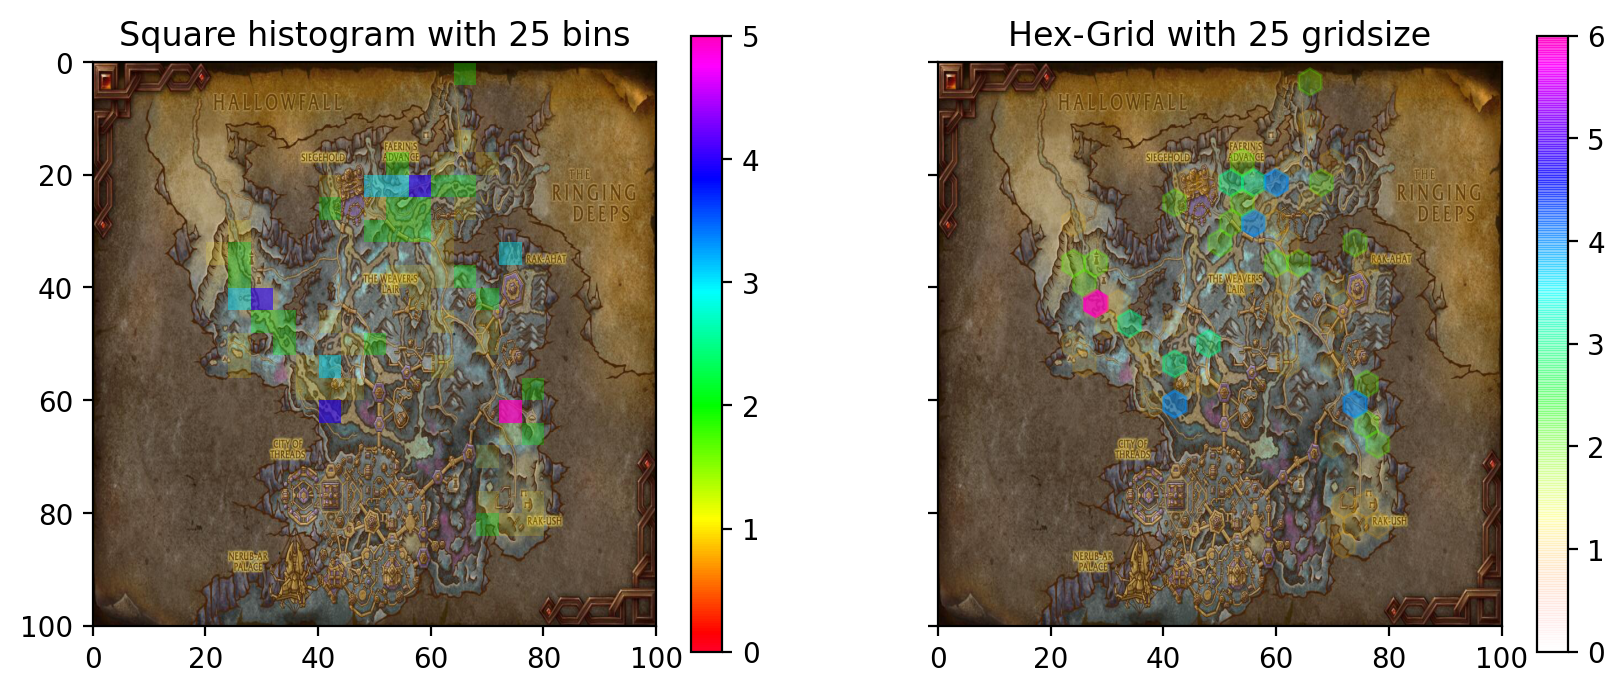 Square histogram with 25 bins
0
20
40
60
80
100
0
20
40
60
80
100
HALLOWFALL
SIEGEHOLD
FAERIN'S
ADVANCE
THE
RINGING
DEEPS
RAK-AHAT
THE WEAVER'S
LAIR
CITY OF
THREADS
RAK-USH
NERUB-AR
PALACE
5
4
3
2
1
0
Hex-Grid with 25 gridsize
0
20
40
60
80
100
HALLOWFALL
SIEGEHOLD
FAERIN'S
ADVANCE
THE
RINGING
DEEPS
RAK-AHAT
THE WEAVER'S
LAIR
CITY OF
THREADS
RAK-USH
NERUB-AR
PALACE
6
5
4
3
2
1
0